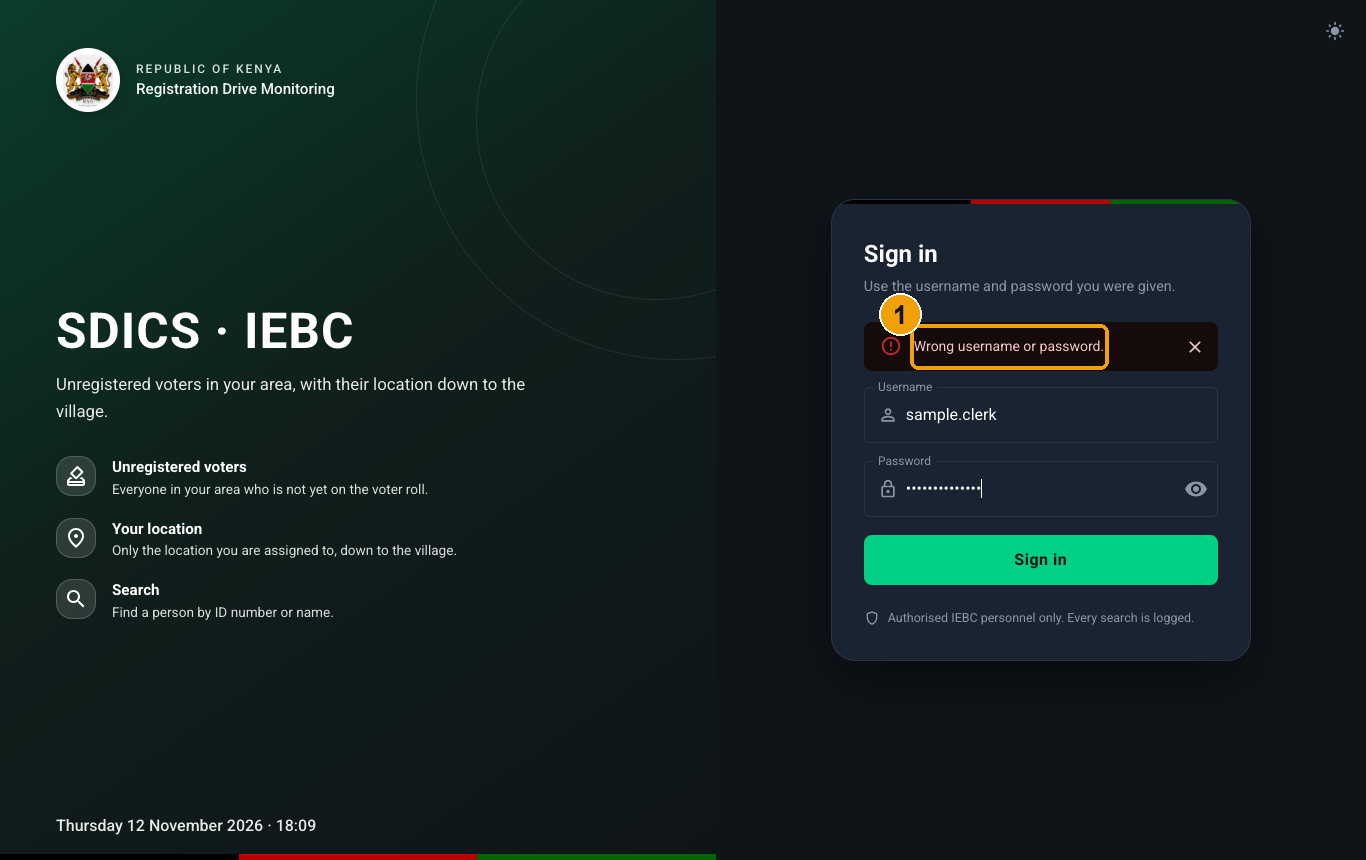 REPUBLIC OF KENYA
Registration Drive Monitoring
SDICS · IEBC
Unregistered voters in your area, with their location down to the
village.
Unregistered voters
Everyone in your area who is not yet on the voter roll.
Your location
Only the location you are assigned to, down to the village.
Search
Find a person by ID number or name.
Thursday 12 November 2026 · 18:09
Sign in
Use the username and password you were given.
1
Wrong username or password.
Username
sample.clerk
Password
••••••••••••••
Sign in
Authorised IEBC personnel only. Every search is logged.